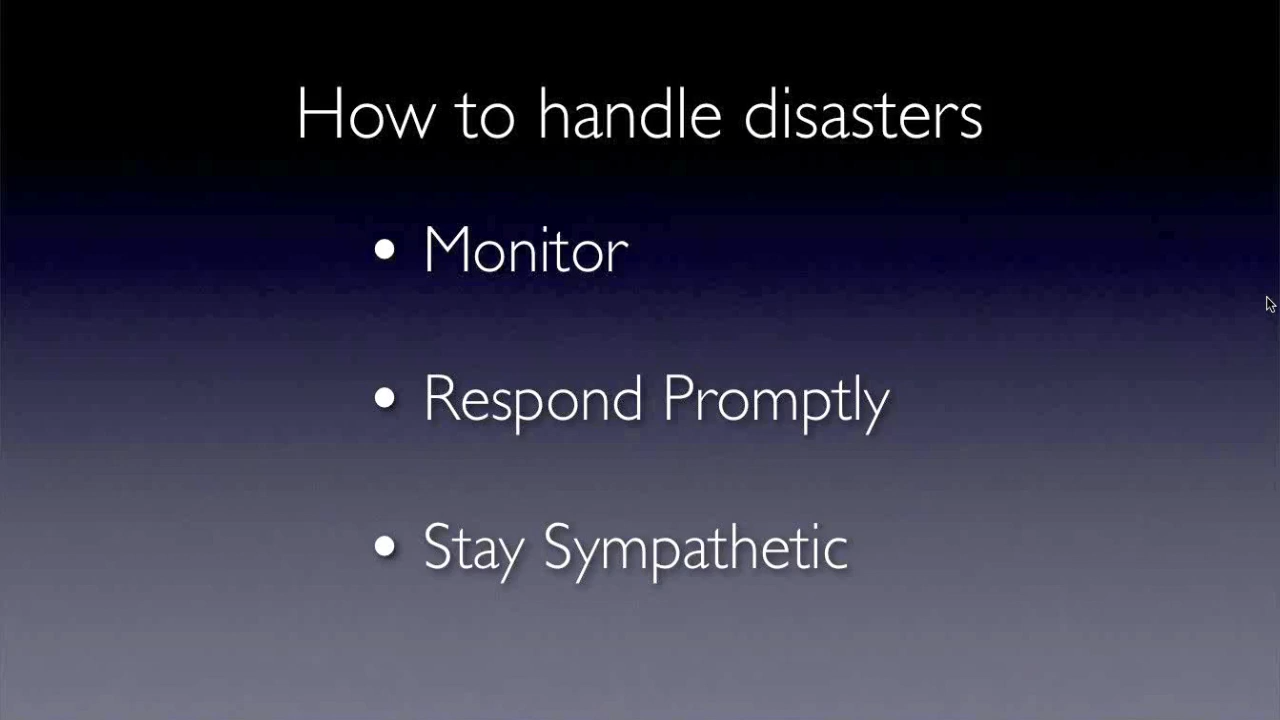 How to handle disasters
• Monitor
• Respond Promptly
• Stay Sympathetic